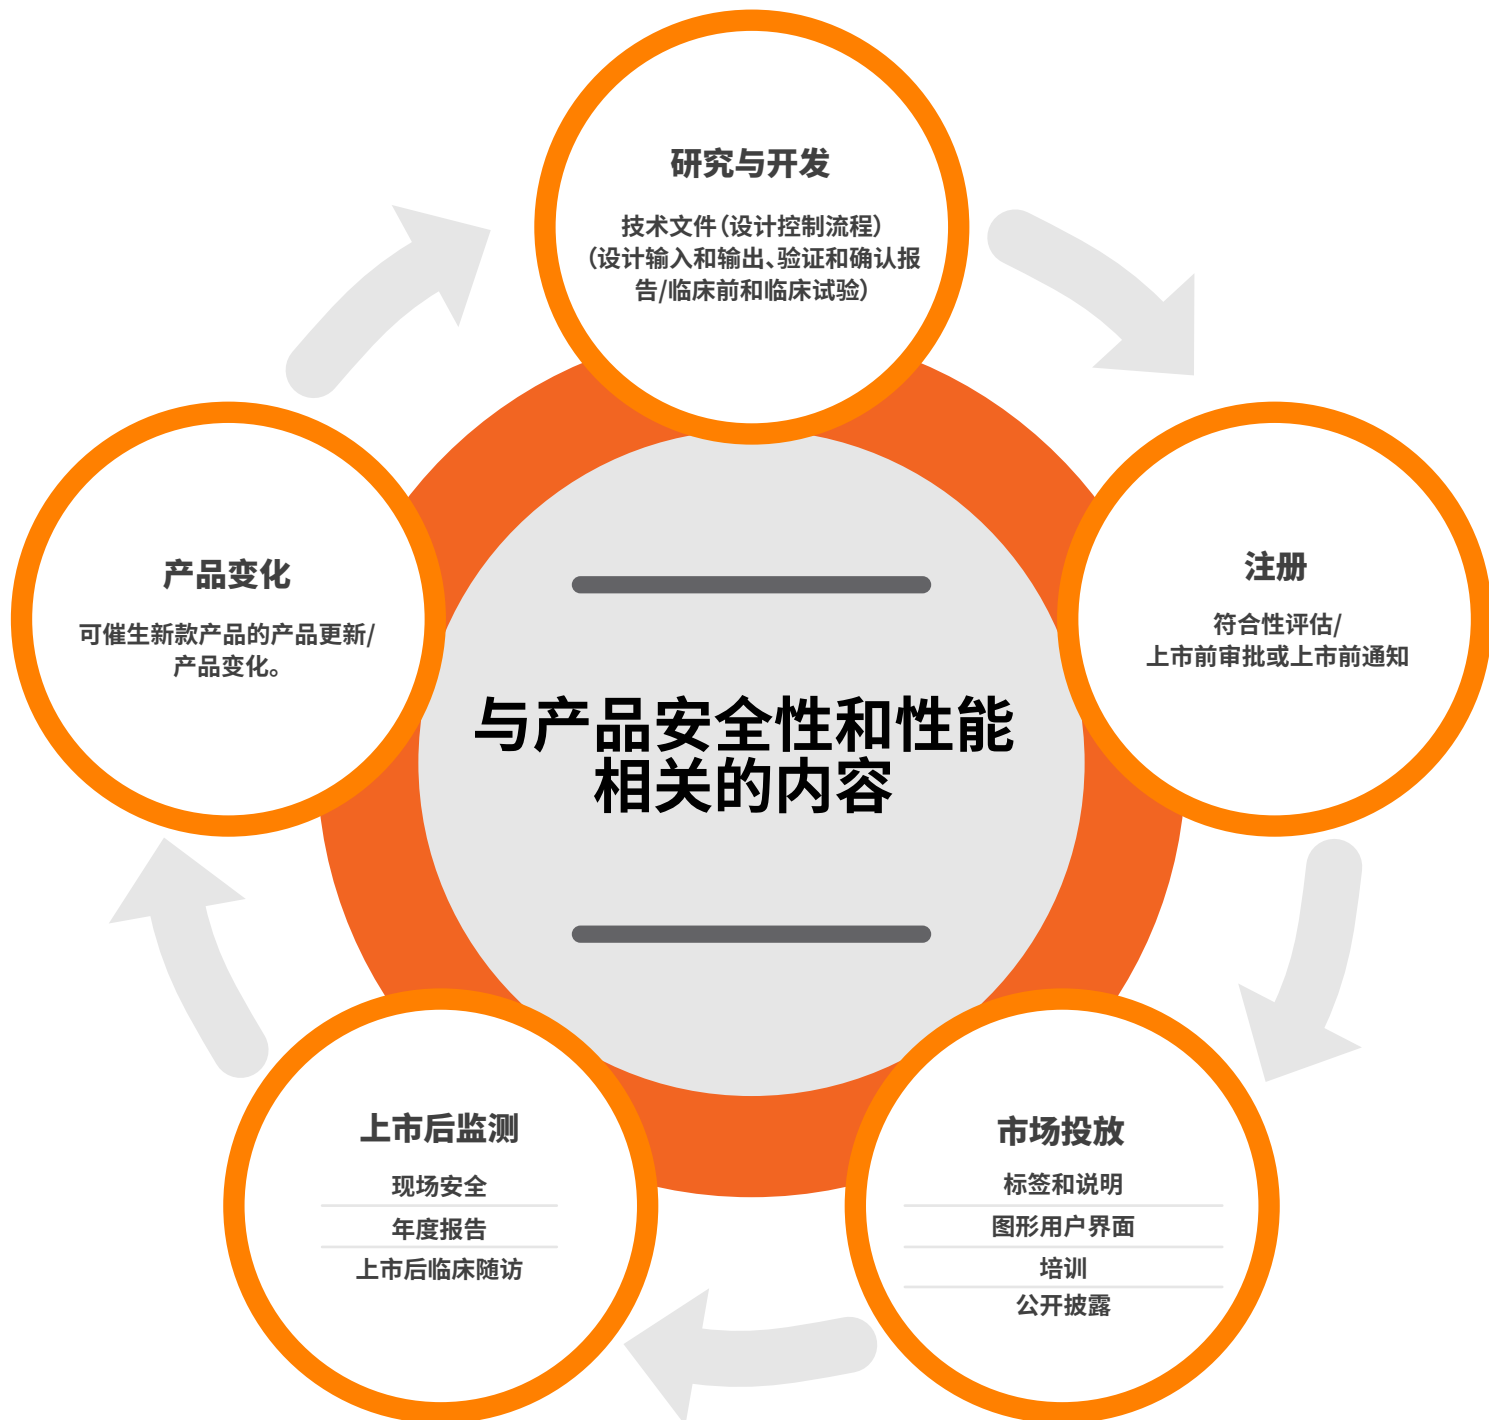 研究与开发
技术文件（设计控制流程）
（设计输入和输出、验证和确认报
告/临床前和临床试验）
注册
符合性评估/
上市前审批或上市前通知
产品变化
可催生新款产品的产品更新/
产品变化。
与产品安全性和性能
相关的内容
市场投放
标签和说明
图形用户界面
培训
公开披露
上市后监测
现场安全
年度报告
上市后临床随访